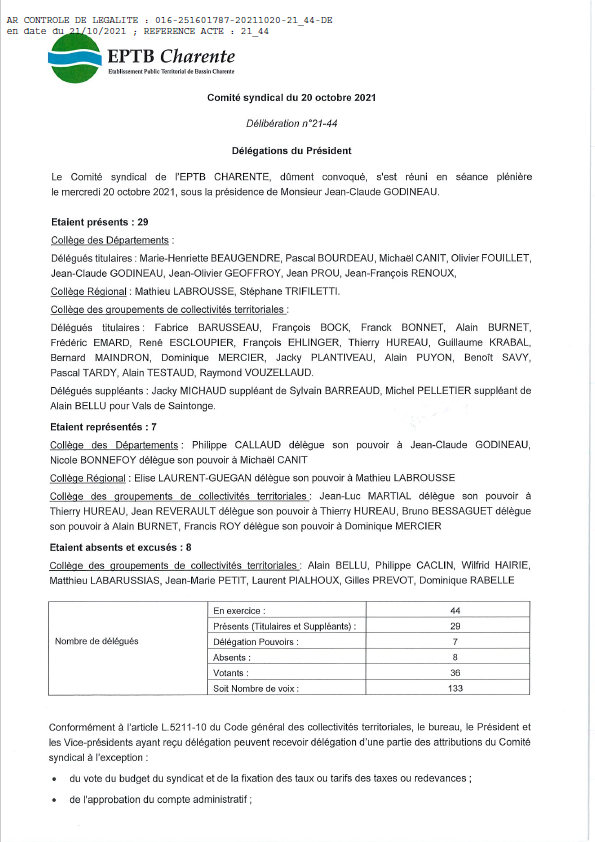 AR CONTROLE DE LEGALITE : 016-251601787-20211020-21_44-DE
en date du 21/10/2021 ; REFERENCE ACTE : 21_44
EPTB Charente
Etablissement Public Territorial de Bassin Charente
Comité syndical du 20 octobre 2021
Délibération n°21-44
Délégations du Président
Le Comité syndical de l'EPTB CHARENTE, dûment convoqué, s'est réuni en séance plénière
le mercredi 20 octobre 2021, sous la présidence de Monsieur Jean-Claude GODINEAU.
Etaient présents : 29
Collège des Départements :
Délégués titulaires : Marie-Henriette BEAUGENDRE, Pascal BOURDEAU, Michaël CANIT, Olivier FOUILLET,
Jean-Claude GODINEAU, Jean-Olivier GEOFFROY, Jean PROU, Jean-François RENOUX,
Collège Régional : Mathieu LABROUSSE, Stéphane TRIFILETTI.
Collège des groupements de collectivités territoriales :
Délégués titulaires : Fabrice BARUSSEAU, François BOCK, Franck BONNET, Alain BURNET,
Frédéric EMARD, René ESCLOUPIER, François EHLINGER, Thierry HUREAU, Guillaume KRABAL,
Bernard MAINDRON, Dominique MERCIER, Jacky PLANTIVEAU, Alain PUYON, Benoît SAVY,
Pascal TARDY, Alain TESTAUD, Raymond VOUZELLAUD.
Délégués suppléants : Jacky MICHAUD suppléant de Sylvain BARREAUD, Michel PELLETIER suppléant de
Alain BELLU pour Vals de Saintonge.
Etaient représentés : 7
Collège des Départements : Philippe CALLAUD délègue son pouvoir à Jean-Claude GODINEAU,
Nicole BONNEFOY délègue son pouvoir à Michaël CANIT
Collège Régional : Elise LAURENT-GUEGAN délègue son pouvoir à Mathieu LABROUSSE
Collège des groupements de collectivités territoriales : Jean-Luc MARTIAL délègue son pouvoir à
Thierry HUREAU, Jean REVERAULT délègue son pouvoir à Thierry HUREAU, Bruno BESSAGUET délègue
son pouvoir à Alain BURNET, Francis ROY délègue son pouvoir à Dominique MERCIER
Etaient absents et excusés : 8
Collège des groupements de collectivités territoriales : Alain BELLU, Philippe CACLIN, Wilfrid HAIRIE,
Matthieu LABARUSSIAS, Jean-Marie PETIT, Laurent PIALHOUX, Gilles PREVOT, Dominique RABELLE
Nombre de délégués
En exercice : 44
Présents (Titulaires et Suppléants) : 29
Délégation Pouvoirs : 7
Absents : 8
Votants : 36
Soit Nombre de voix : 133
Conformément à l'article L.5211-10 du Code général des collectivités territoriales, le bureau, le Président et
les Vice-présidents ayant reçu délégation peuvent recevoir délégation d'une partie des attributions du Comité
syndical à l'exception :
• du vote du budget du syndicat et de la fixation des taux ou tarifs des taxes ou redevances ;
• de l'approbation du compte administratif ;